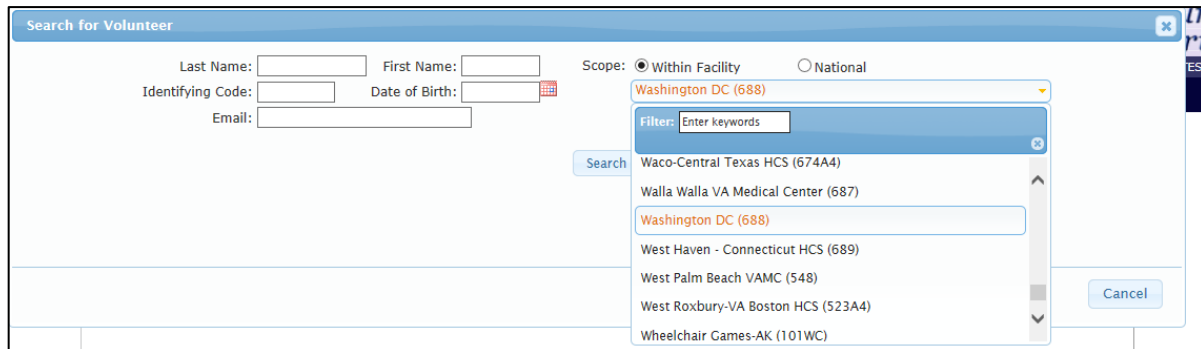 Search for Volunteer
Last Name: First Name: Scope: Within Facility National
Identifying Code: Date of Birth: Washington DC (688)
Email: Filter: Enter keywords
Search
Waco-Central Texas HCS (674A4)
Walla Walla VA Medical Center (687)
Washington DC (688)
West Haven - Connecticut HCS (689)
West Palm Beach VAMC (548)
Cancel
West Roxbury-VA Boston HCS (523A4)
Wheelchair Games-AK (101WC)